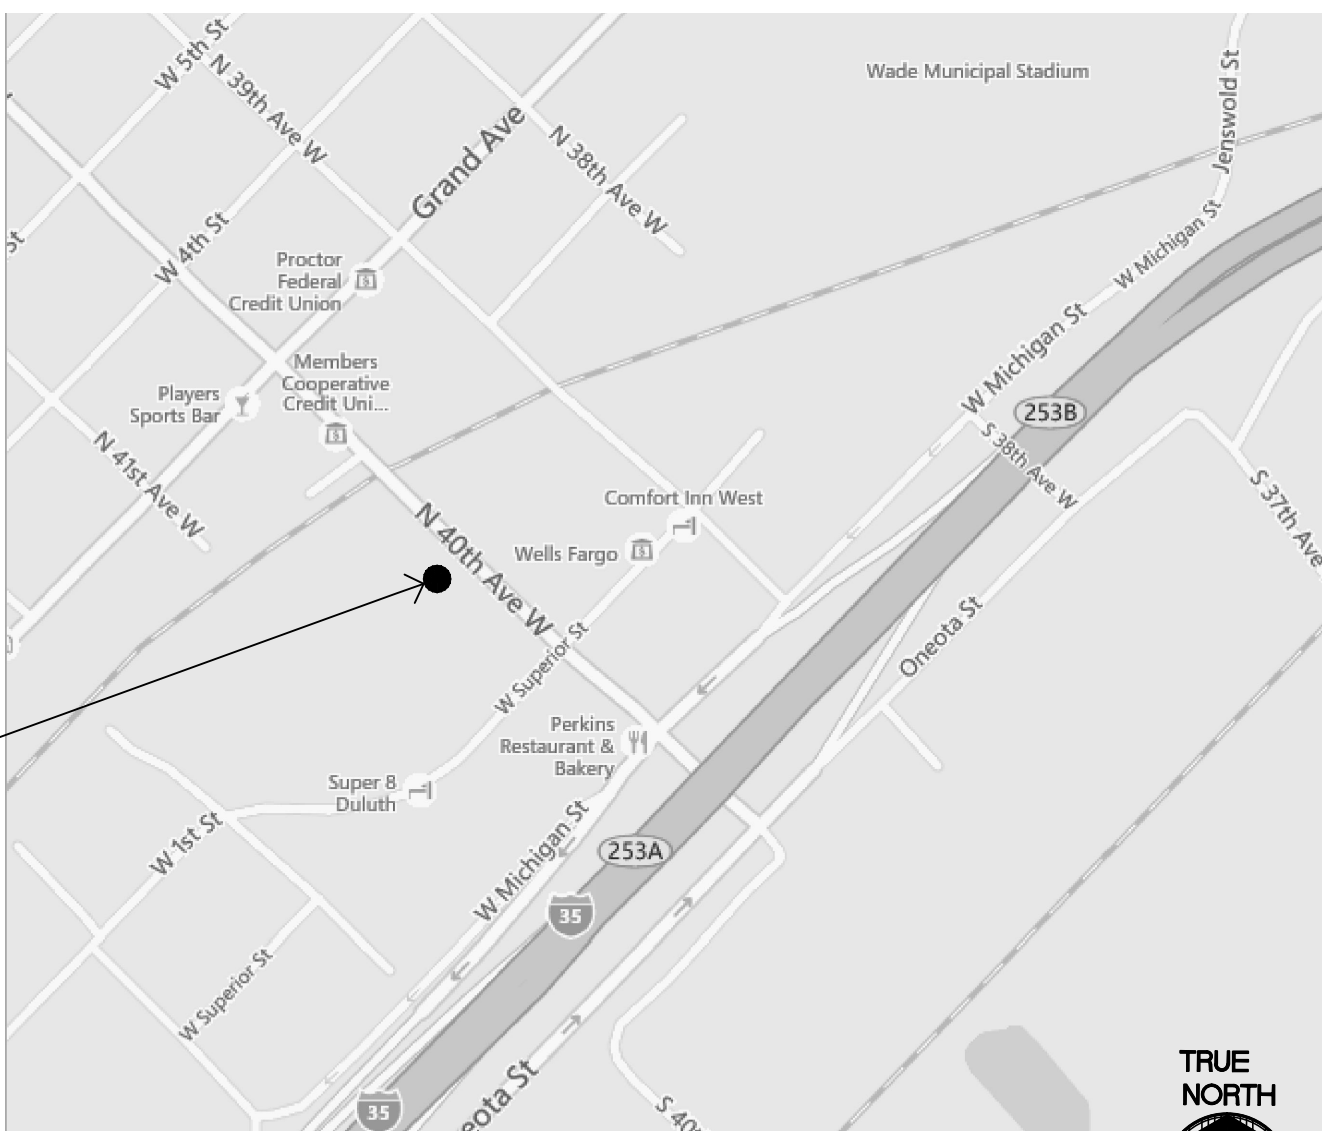 W 5th St
N 39th Ave W
Grand Ave
N 38th Ave W
Wade Municipal Stadium
Jenswold St
W Michigan St
W 4th St
St
Proctor
Federal
Credit Union
Members
Cooperative
Credit Uni...
Players
Sports Bar
W Michigan St
253B
S 38th Ave W
S 37th Ave
N 41st Ave W
N 40th Ave W
Comfort Inn West
Wells Fargo
Oneota St
W Superior St
Perkins
Restaurant &
Bakery
Super 8
Duluth
W 1st St
W Michigan St
253A
35
W Superior St
35
eota St
S 40
TRUE
NORTH